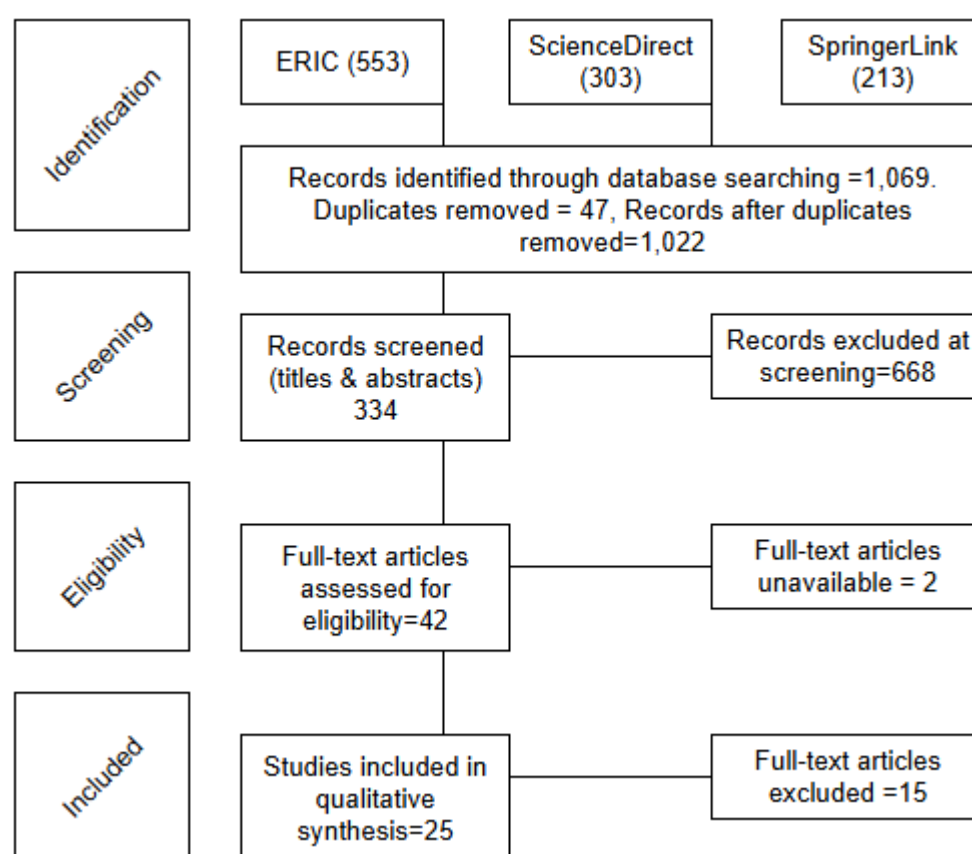 Identification
ERIC (553)
ScienceDirect
(303)
SpringerLink
(213)
Records identified through database searching =1,069.
Duplicates removed = 47, Records after duplicates
removed=1,022
Screening
Records screened
(titles & abstracts)
334
Records excluded at
screening=668
Eligibility
Full-text articles
assessed for
eligibility=42
Full-text articles
unavailable = 2
Included
Studies included in
qualitative
synthesis=25
Full-text articles
excluded =15